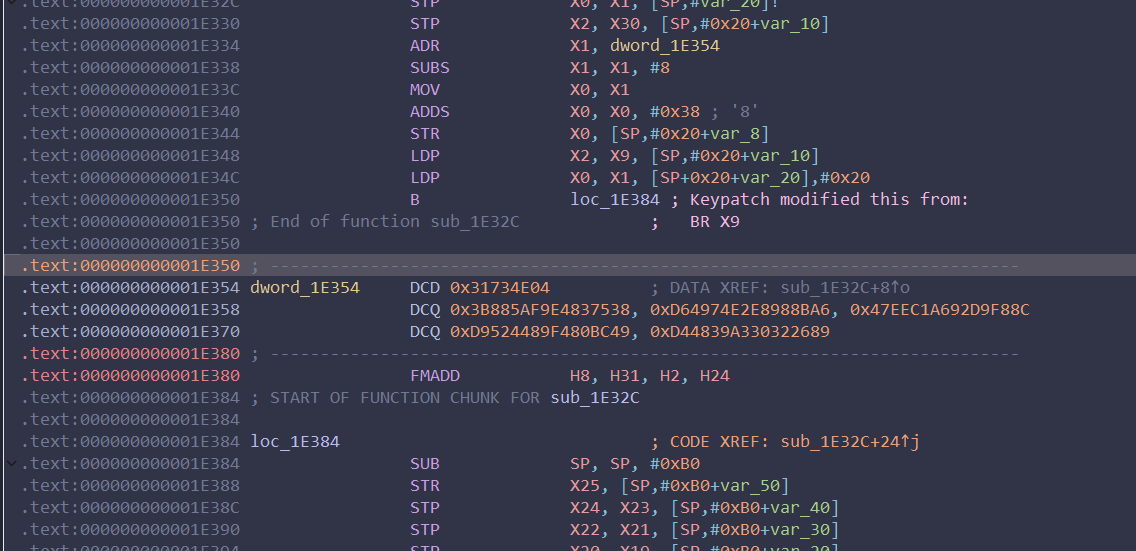 .text:000000000001E32C STP X0, X1, [SP,#var_20]!
.text:000000000001E330 STP X2, X30, [SP,#0x20+var_10]
.text:000000000001E334 ADR X1, dword_1E354
.text:000000000001E338 SUBS X1, X1, #8
.text:000000000001E33C MOV X0, X1
.text:000000000001E340 ADDS X0, X0, #0x38 ; '8'
.text:000000000001E344 STR X0, [SP,#0x20+var_8]
.text:000000000001E348 LDP X2, X9, [SP,#0x20+var_10]
.text:000000000001E34C LDP X0, X1, [SP+0x20+var_20],#0x20
.text:000000000001E350 B loc_1E384 ; Keypatch modified this from:
.text:000000000001E350 ; End of function sub_1E32C ; BR X9
.text:000000000001E350
.text:000000000001E350 ; ---------------------------------------------------------------------------
.text:000000000001E354 dword_1E354 DCD 0x31734E04 ; DATA XREF: sub_1E32C+8↑o
.text:000000000001E358 DCQ 0x3B885AF9E4837538, 0xD64974E2E8988BA6, 0x47EEC1A692D9F88C
.text:000000000001E370 DCQ 0xD9524489F480BC49, 0xD44839A330322689
.text:000000000001E380 ; ---------------------------------------------------------------------------
.text:000000000001E380 FMADD H8, H31, H2, H24
.text:000000000001E384 ; START OF FUNCTION CHUNK FOR sub_1E32C
.text:000000000001E384
.text:000000000001E384 loc_1E384 ; CODE XREF: sub_1E32C+24↑j
.text:000000000001E384 SUB SP, SP, #0xB0
.text:000000000001E388 STR X25, [SP,#0xB0+var_50]
.text:000000000001E38C STP X24, X23, [SP,#0xB0+var_40]
.text:000000000001E390 STP X22, X21, [SP,#0xB0+var_30]
.text:000000000001E394 STP X20, X19, [SP,#0xB0+var_20]